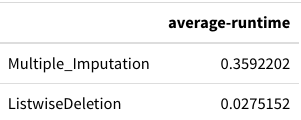 average-runtime
Multiple_Imputation 0.3592202
ListwiseDeletion 0.0275152